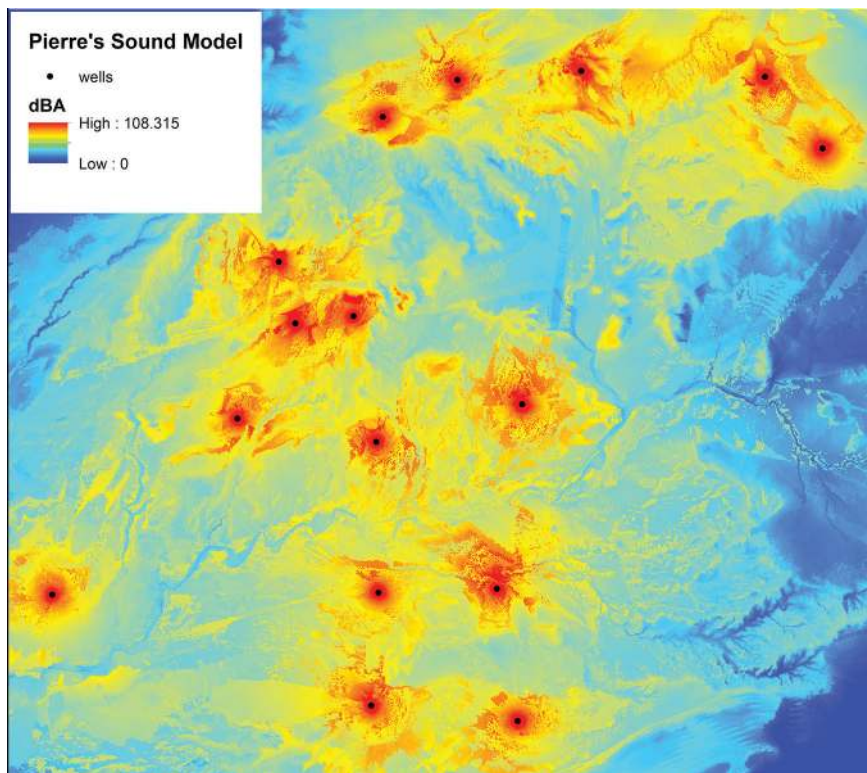 Pierre's Sound Model
wells
dBA
High : 108.315
Low : 0